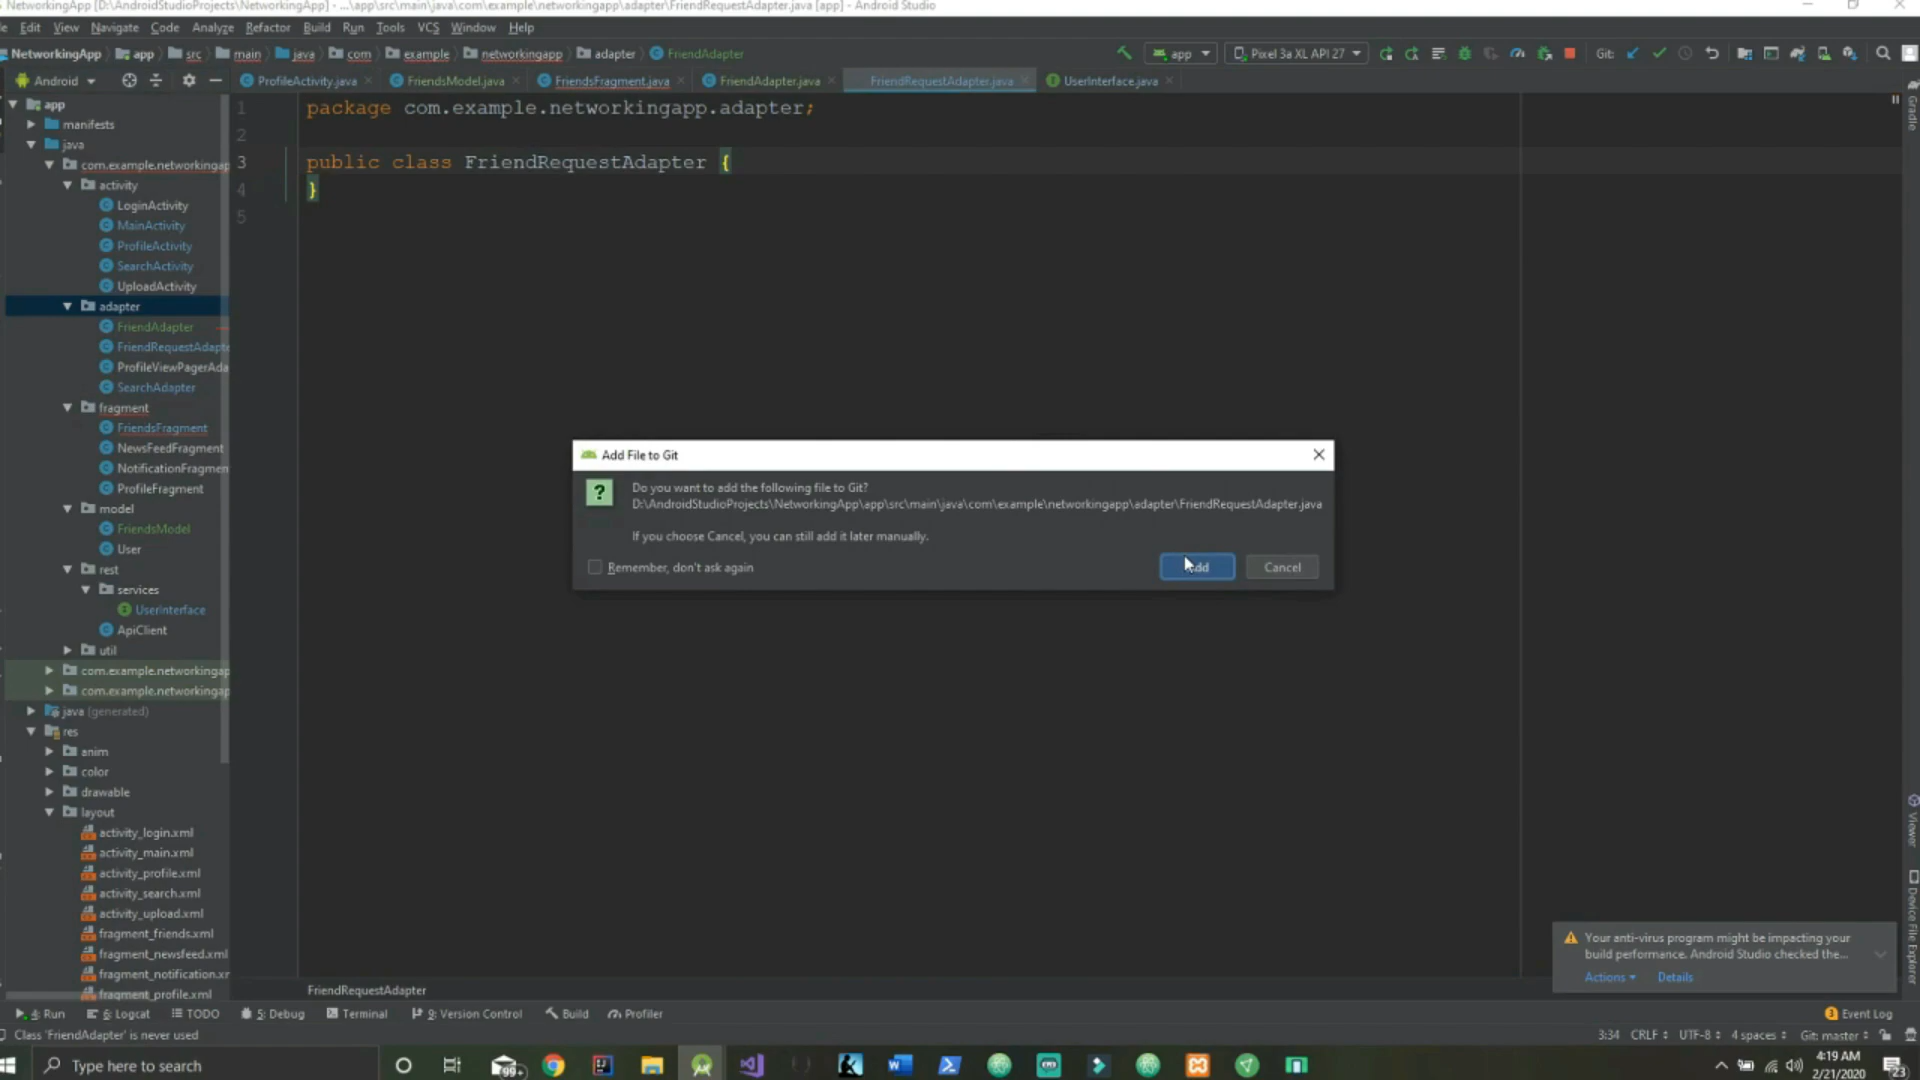 NetworkingApp [D:\AndroidStudioProjects\NetworkingApp] - ...\app\src\main\java\com\example\networkingapp\adapter\FriendRequestAdapter.java [app] - Android Studio
Edit View Navigate Code Analyze Refactor Build Run Tools VCS Window Help
NetworkingApp app src main java com example networkingapp adapter FriendAdapter
app Pixel 3a XL API 27 Git:
Android
ProfileActivity.java FriendsModel.java FriendsFragment.java FriendAdapter.java FriendRequestAdapter.java UserInterface.java
app
manifests
java
com.example.networkingap
activity
LoginActivity
MainActivity
ProfileActivity
SearchActivity
UploadActivity
adapter
FriendAdapter
FriendRequestAdapte
ProfileViewPagerAda
SearchAdapter
fragment
FriendsFragment
NewsFeedFragment
NotificationFragmen
ProfileFragment
model
FriendsModel
User
rest
services
UserInterface
ApiClient
util
com.example.networkingap
com.example.networkingap
java (generated)
res
anim
color
drawable
layout
activity_login.xml
activity_main.xml
activity_profile.xml
activity_search.xml
activity_upload.xml
fragment_friends.xml
fragment_newsfeed.xml
fragment_notification.xr
fragment_profile.xml
1 package com.example.networkingapp.adapter;
2
3 public class FriendRequestAdapter {
4 }
5
Add File to Git
Do you want to add the following file to Git?
D:\AndroidStudioProjects\NetworkingApp\app\src\main\java\com\example\networkingapp\adapter\FriendRequestAdapter.java
If you choose Cancel, you can still add it later manually.
Remember, don't ask again
Add Cancel
Gradle
Viewer
Device File Explorer
Your anti-virus program might be impacting your
build performance. Android Studio checked the...
Actions Details
FriendRequestAdapter
4: Run 6: Logcat TODO 5: Debug Terminal 9: Version Control Build Profiler
3 Event Log
Class 'FriendAdapter' is never used
3:34 CRLF UTF-8 4 spaces Git: master
Type here to search
99+
4:19 AM
2/21/2020
23